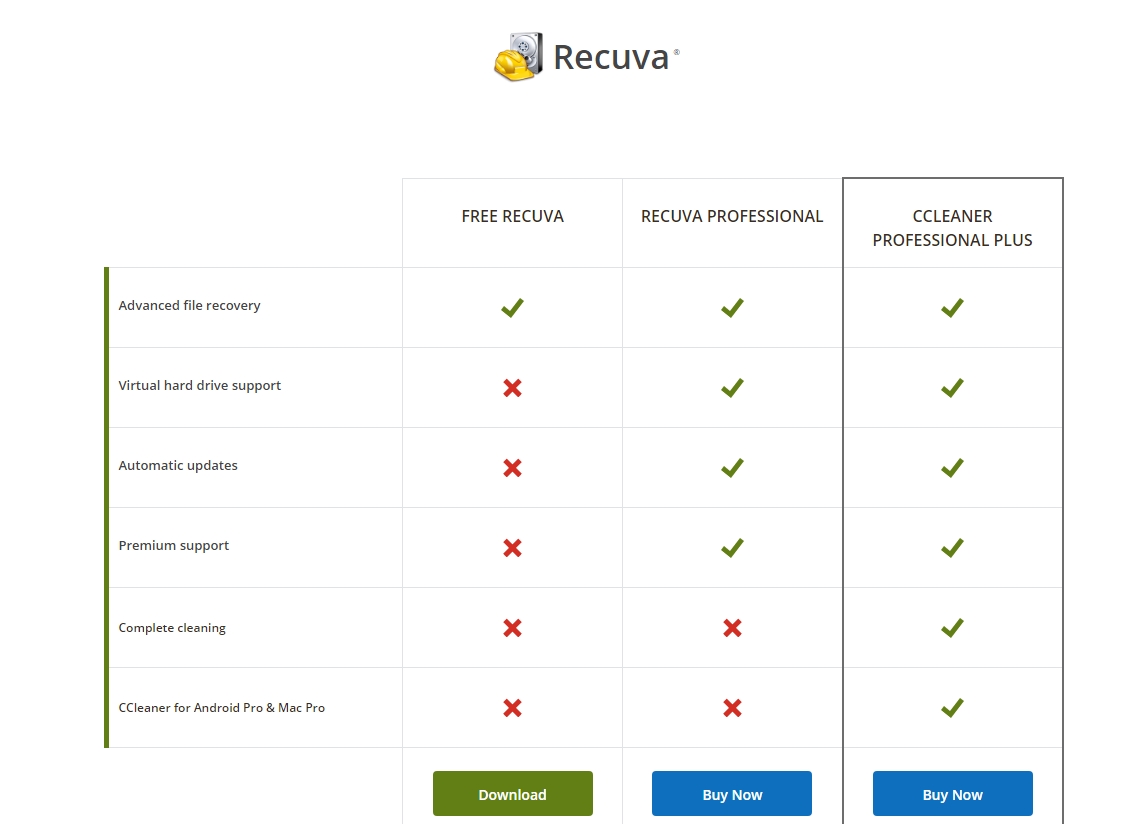 Recuva®
FREE RECUVA
RECUVA PROFESSIONAL
CCLEANER
PROFESSIONAL PLUS
Advanced file recovery
Virtual hard drive support
Automatic updates
Premium support
Complete cleaning
CCleaner for Android Pro & Mac Pro
Download
Buy Now
Buy Now